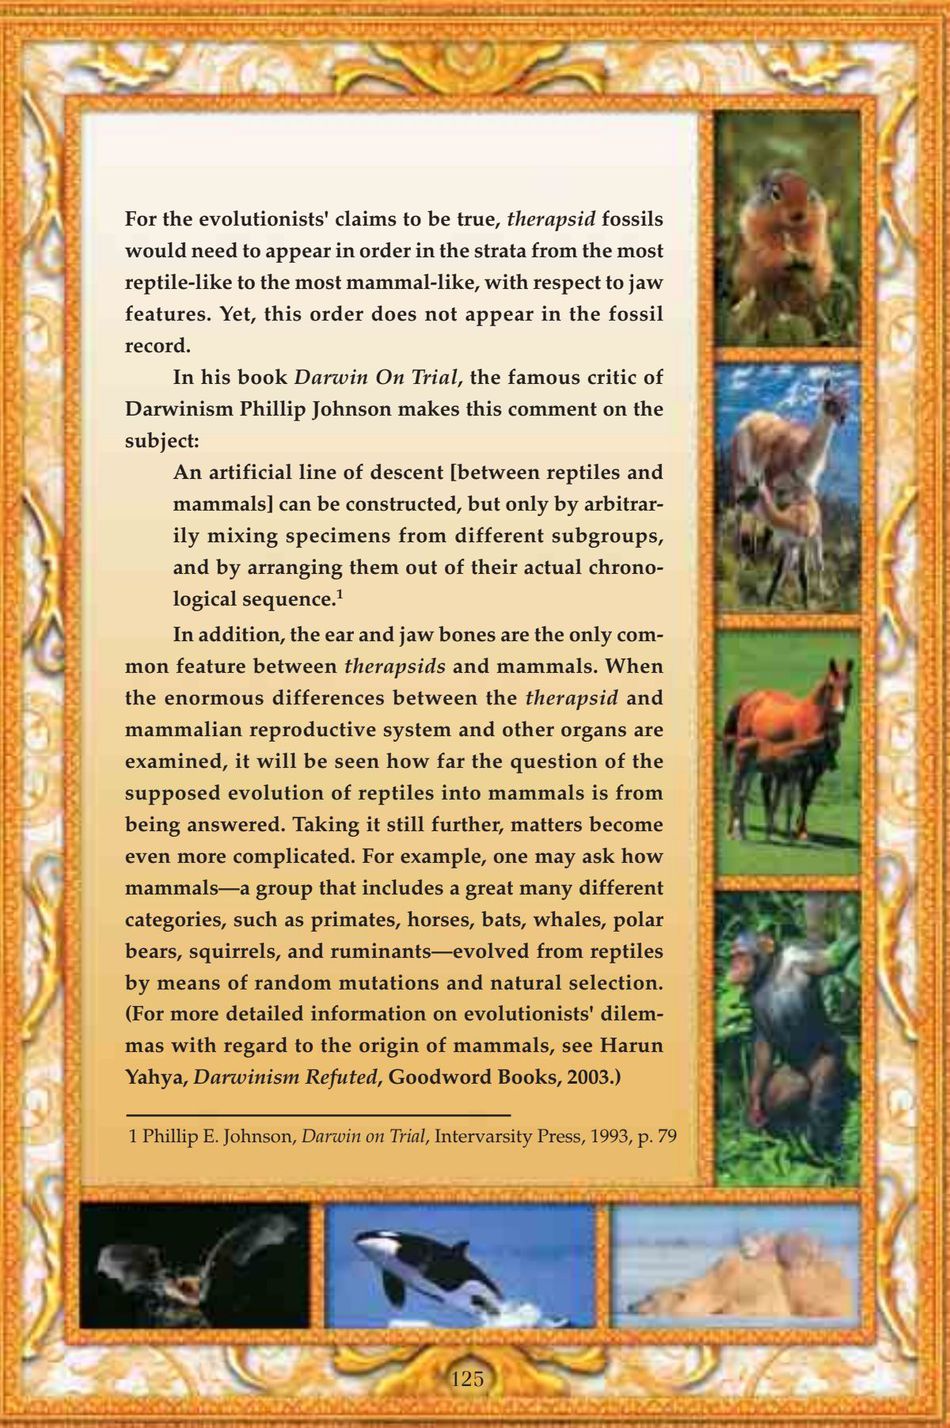 For the evolutionists' claims to be true, therapsid fossils
would need to appear in order in the strata from the most
reptile-like to the most mammal-like, with respect to jaw
features. Yet, this order does not appear in the fossil
record.
In his book Darwin On Trial, the famous critic of
Darwinism Phillip Johnson makes this comment on the
subject:
An artificial line of descent [between reptiles and
mammals] can be constructed, but only by arbitrar-
ily mixing specimens from different subgroups,
and by arranging them out of their actual chrono-
logical sequence.1
In addition, the ear and jaw bones are the only com-
mon feature between therapsids and mammals. When
the enormous differences between the therapsid and
mammalian reproductive system and other organs are
examined, it will be seen how far the question of the
supposed evolution of reptiles into mammals is from
being answered. Taking it still further, matters become
even more complicated. For example, one may ask how
mammals—a group that includes a great many different
categories, such as primates, horses, bats, whales, polar
bears, squirrels, and ruminants—evolved from reptiles
by means of random mutations and natural selection.
(For more detailed information on evolutionists' dilem-
mas with regard to the origin of mammals, see Harun
Yahya, Darwinism Refuted, Goodword Books, 2003.)
1 Phillip E. Johnson, Darwin on Trial, Intervarsity Press, 1993, p. 79
125